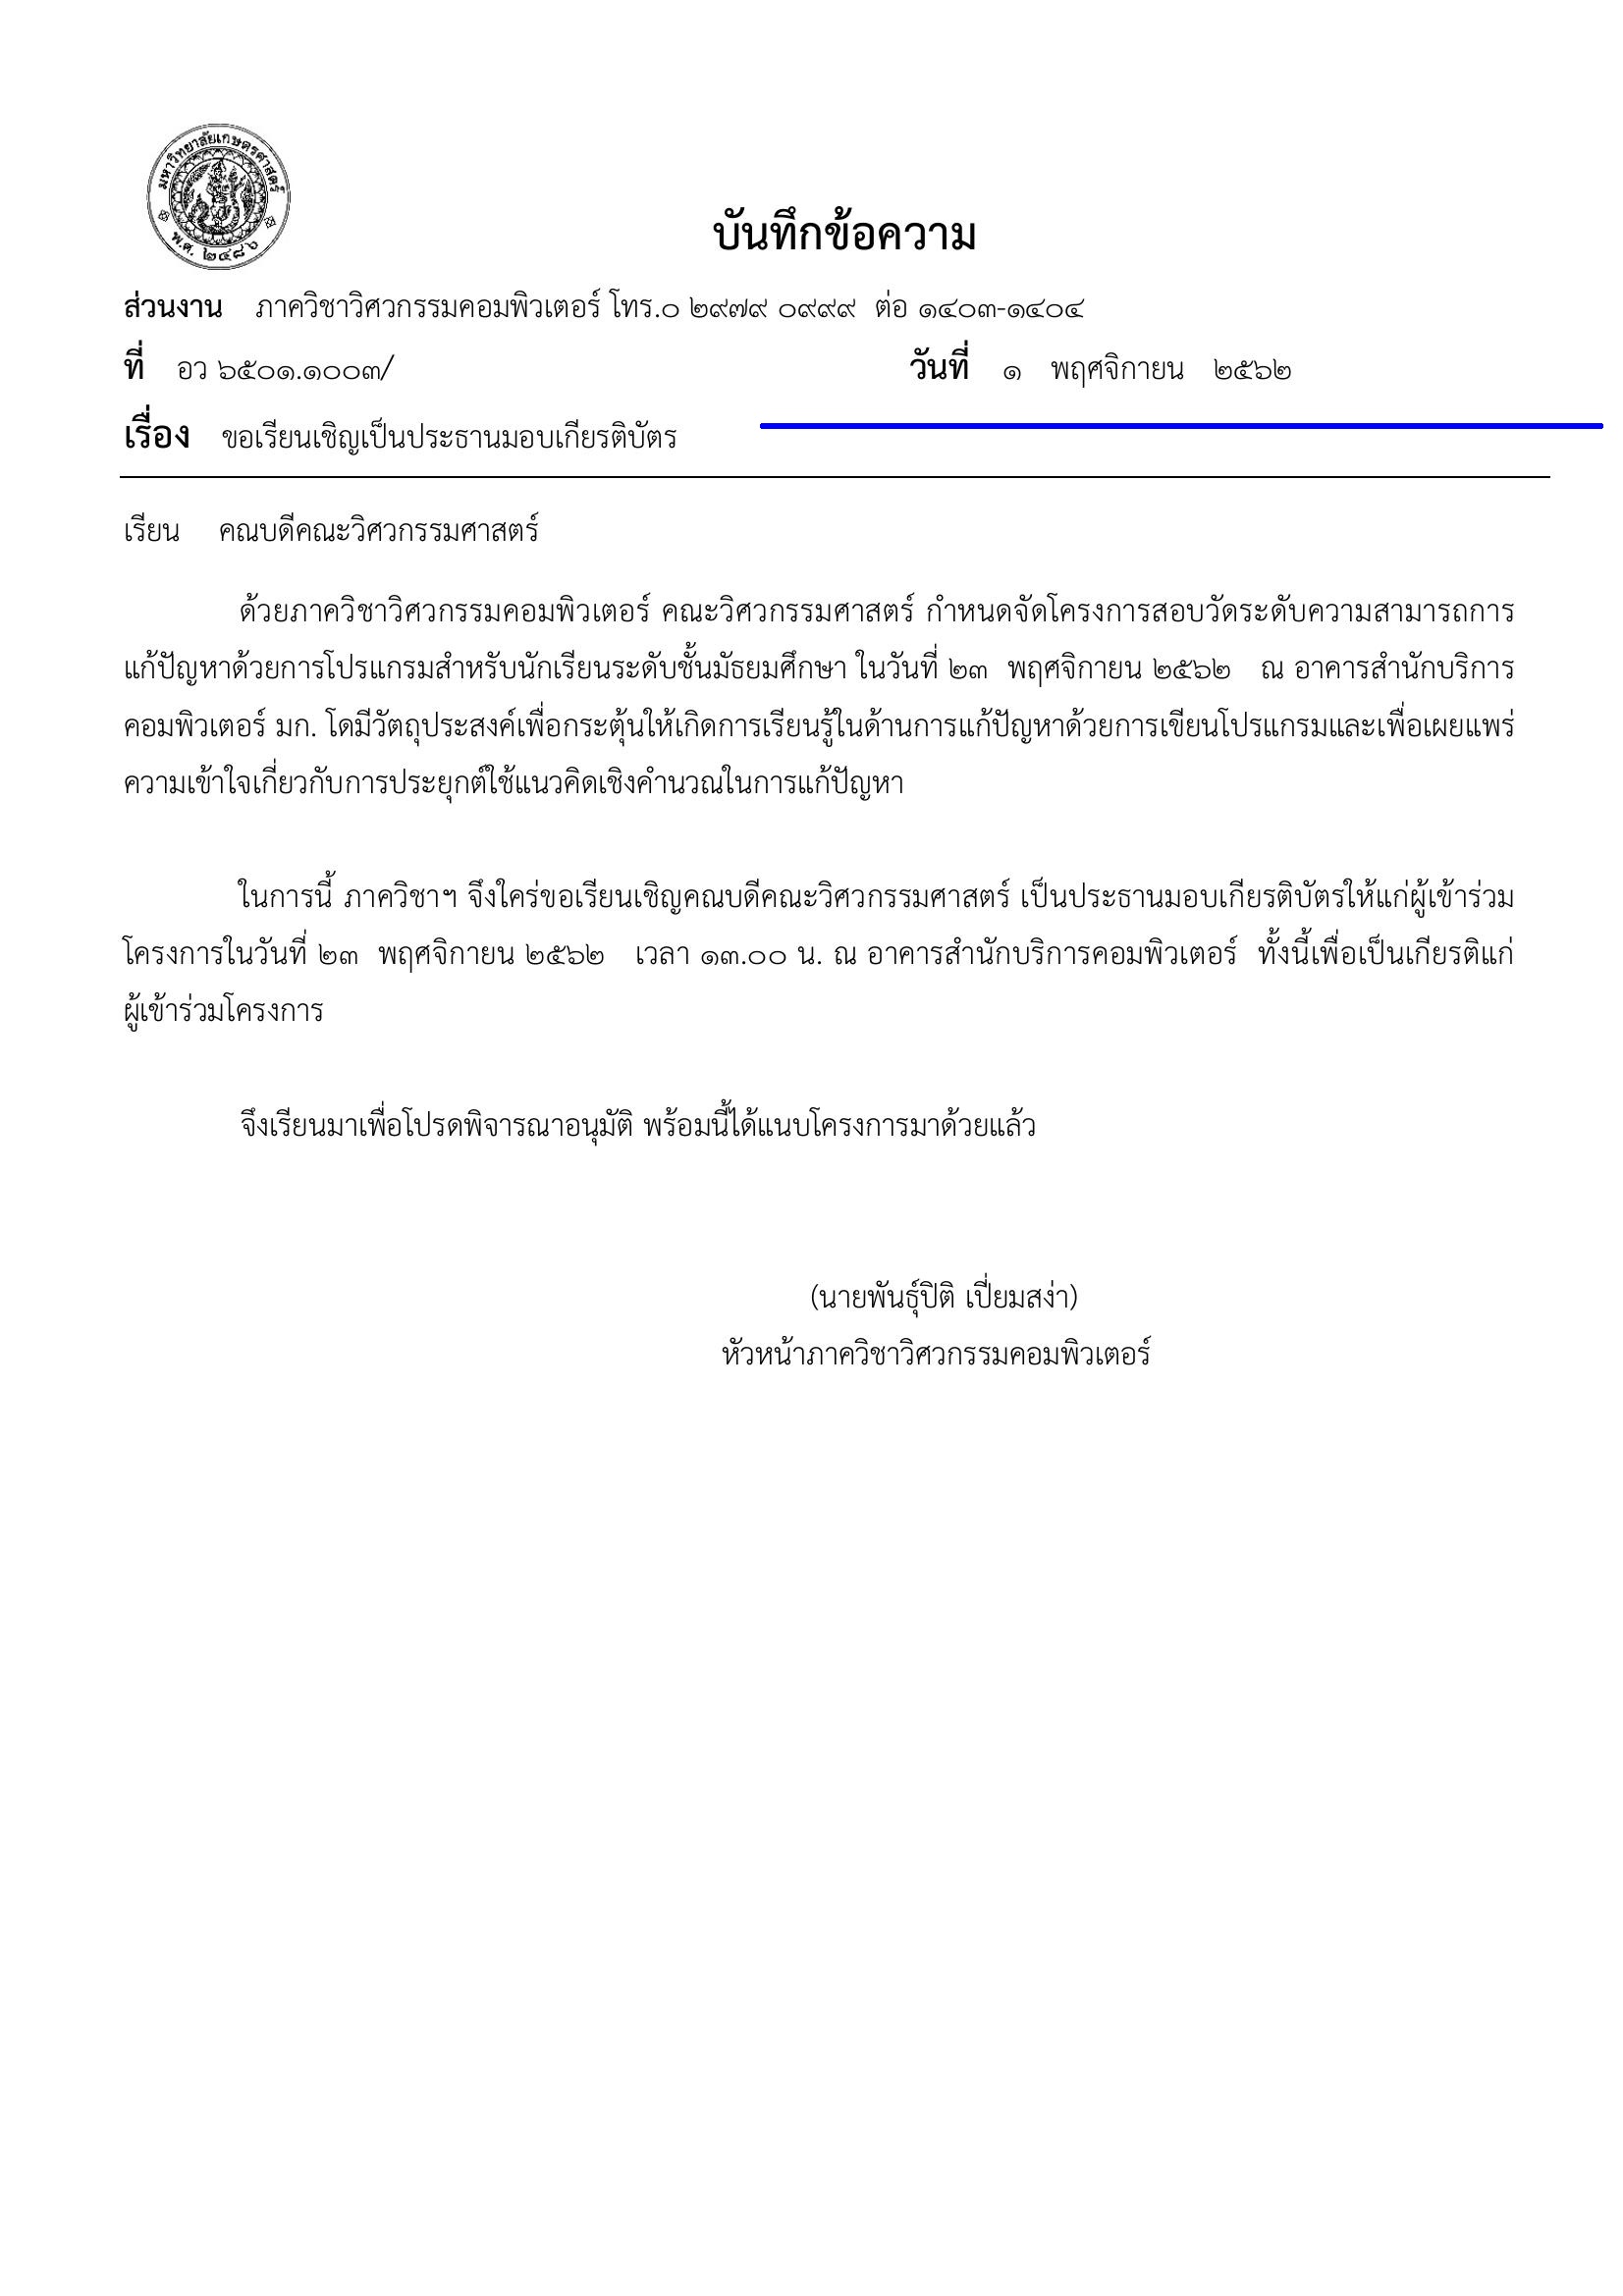 มหาวิทยาลัยเกษตรศาสตร์
พ.ศ. ๒๔๘๖
บันทึกข้อความ
ส่วนงาน ภาควิชาวิศวกรรมคอมพิวเตอร์ โทร.๐ ๒๙๗๙ ๐๙๙๙ ต่อ ๑๔๐๓-๑๔๐๔
ที่ อว ๖๕๐๑.๑๐๐๓/ วันที่ ๑ พฤศจิกายน ๒๕๖๒
เรื่อง ขอเรียนเชิญเป็นประธานมอบเกียรติบัตร
เรียน คณบดีคณะวิศวกรรมศาสตร์
ด้วยภาควิชาวิศวกรรมคอมพิวเตอร์ คณะวิศวกรรมศาสตร์ กำหนดจัดโครงการสอบวัดระดับความสามารถการ
แก้ปัญหาด้วยการโปรแกรมสำหรับนักเรียนระดับชั้นมัธยมศึกษา ในวันที่ ๒๓ พฤศจิกายน ๒๕๖๒ ณ อาคารสำนักบริการ
คอมพิวเตอร์ มก. โดมีวัตถุประสงค์เพื่อกระตุ้นให้เกิดการเรียนรู้ในด้านการแก้ปัญหาด้วยการเขียนโปรแกรมและเพื่อเผยแพร่
ความเข้าใจเกี่ยวกับการประยุกต์ใช้แนวคิดเชิงคำนวณในการแก้ปัญหา
ในการนี้ ภาควิชาฯ จึงใคร่ขอเรียนเชิญคณบดีคณะวิศวกรรมศาสตร์ เป็นประธานมอบเกียรติบัตรให้แก่ผู้เข้าร่วม
โครงการในวันที่ ๒๓ พฤศจิกายน ๒๕๖๒ เวลา ๑๓.๐๐ น. ณ อาคารสำนักบริการคอมพิวเตอร์ ทั้งนี้เพื่อเป็นเกียรติแก่
ผู้เข้าร่วมโครงการ
จึงเรียนมาเพื่อโปรดพิจารณาอนุมัติ พร้อมนี้ได้แนบโครงการมาด้วยแล้ว
(นายพันธุ์ปิติ เปี่ยมสง่า)
หัวหน้าภาควิชาวิศวกรรมคอมพิวเตอร์